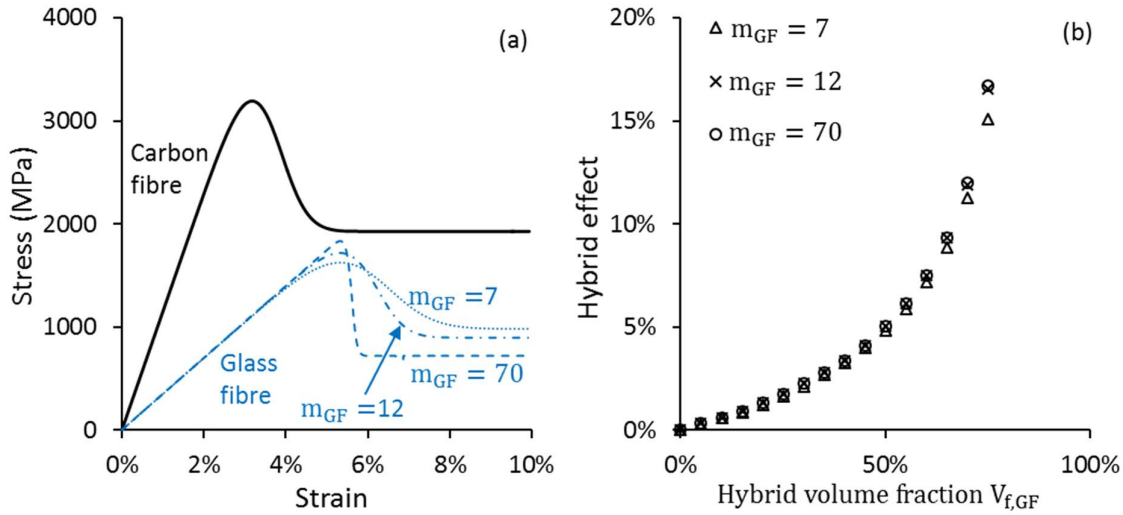 4000
3000
2000
1000
0
Stress (MPa)
(a)
Carbon
fibre
Glass
fibre
m_GF = 7
m_GF = 70
m_GF =12
0%
2%
4%
6%
8%
10%
Strain
20%
15%
10%
5%
0%
Hybrid effect
(b)
m_GF = 7
m_GF = 12
m_GF = 70
0%
50%
100%
Hybrid volume fraction V_f,GF